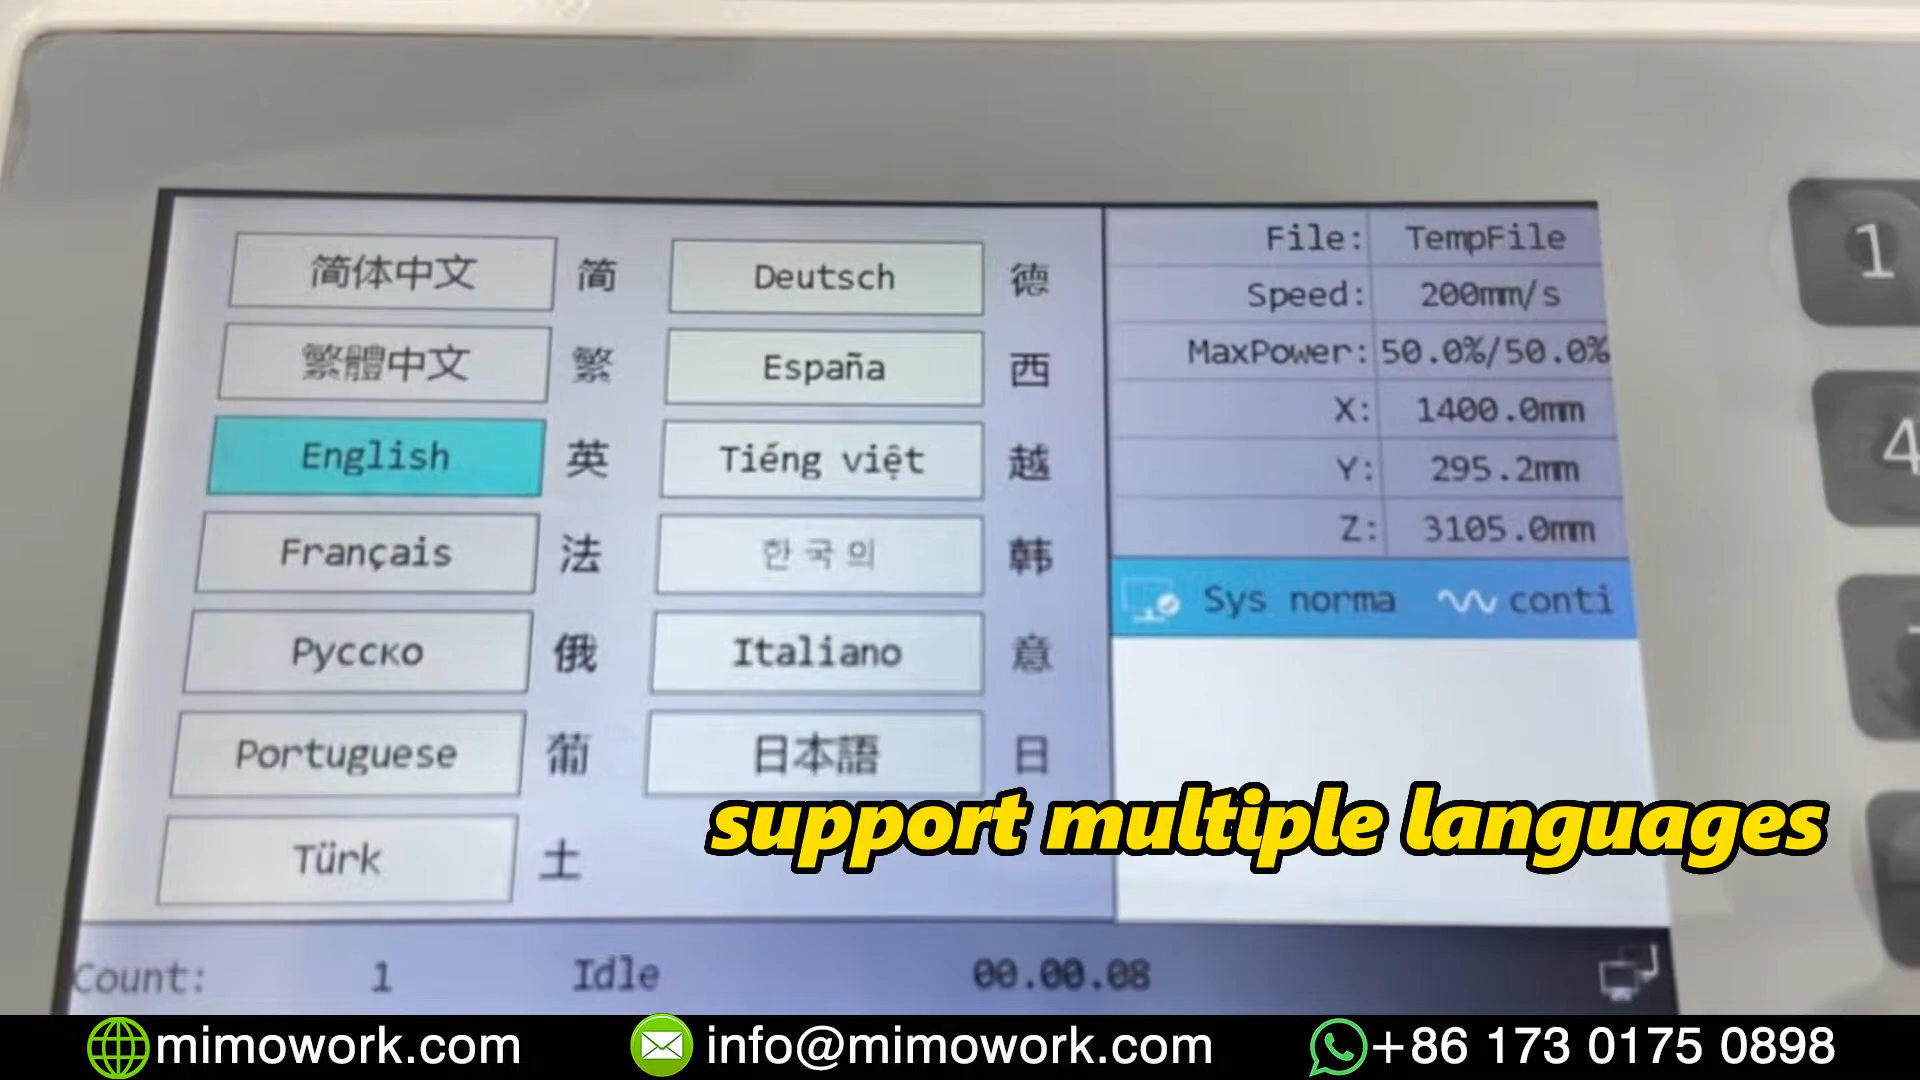 简体中文 简 Deutsch 德
繁體中文 繁 España 西
English 英 Tiếng việt 越
Français 法 한국의 韩
Русско 俄 Italiano 意
Portuguese 葡 日本語 日
Türk 土
File: TempFile
Speed: 200mm/s
MaxPower: 50.0%/50.0%
X: 1400.0mm
Y: 295.2mm
Z: 3105.0mm
Sys norma conti
Count: 1 Idle 00.00.08
1
4
support multiple languages
mimowork.com info@mimowork.com +86 173 0175 0898